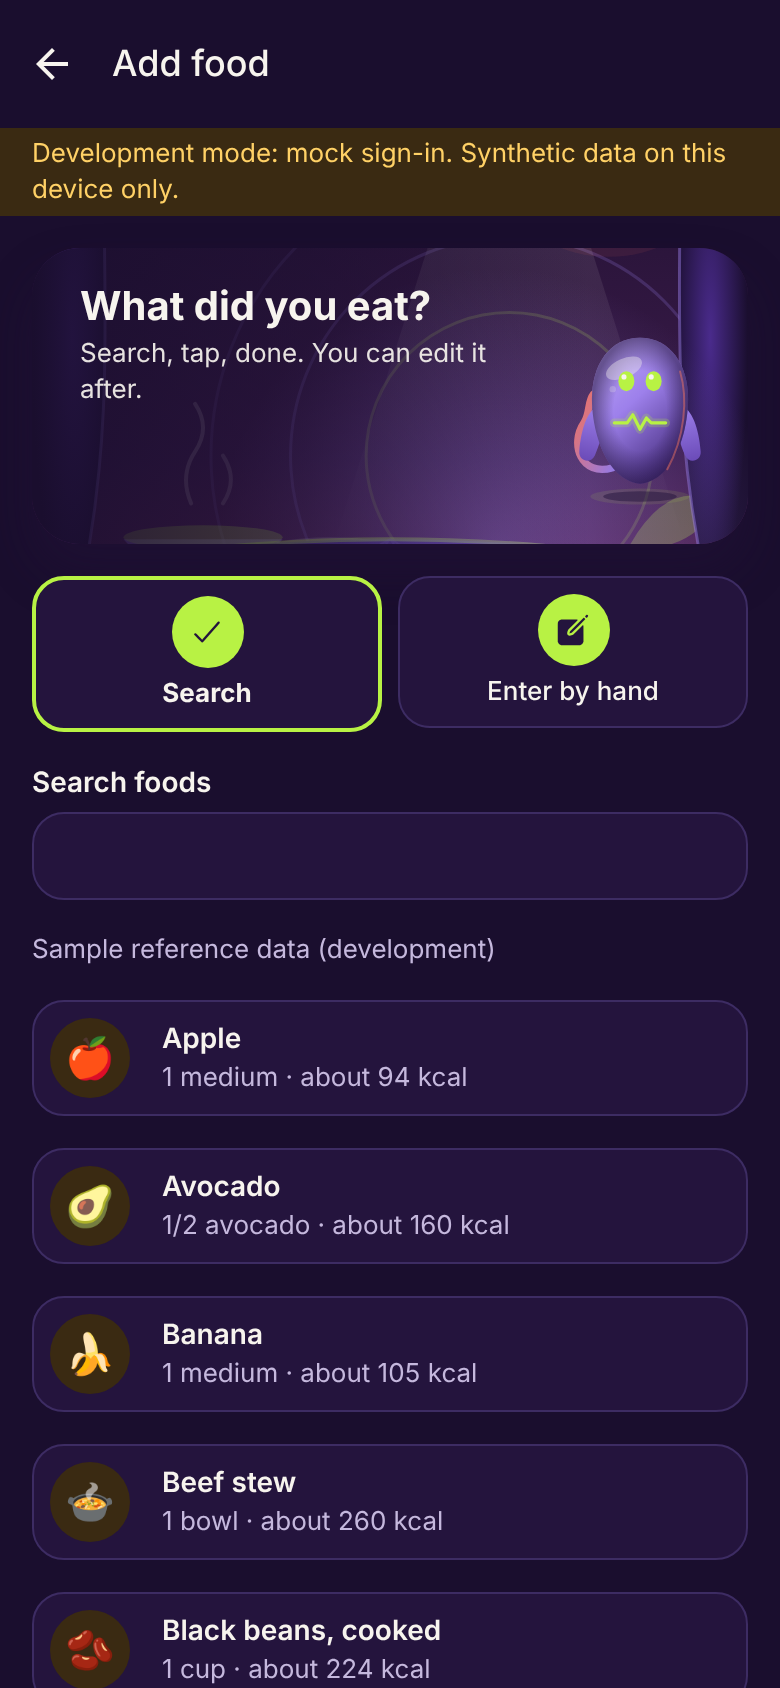 Add food
Development mode: mock sign-in. Synthetic data on this
device only.
What did you eat?
Search, tap, done. You can edit it
after.
Search
Enter by hand
Search foods
Sample reference data (development)
Apple
1 medium · about 94 kcal
Avocado
1/2 avocado · about 160 kcal
Banana
1 medium · about 105 kcal
Beef stew
1 bowl · about 260 kcal
Black beans, cooked
1 cup · about 224 kcal